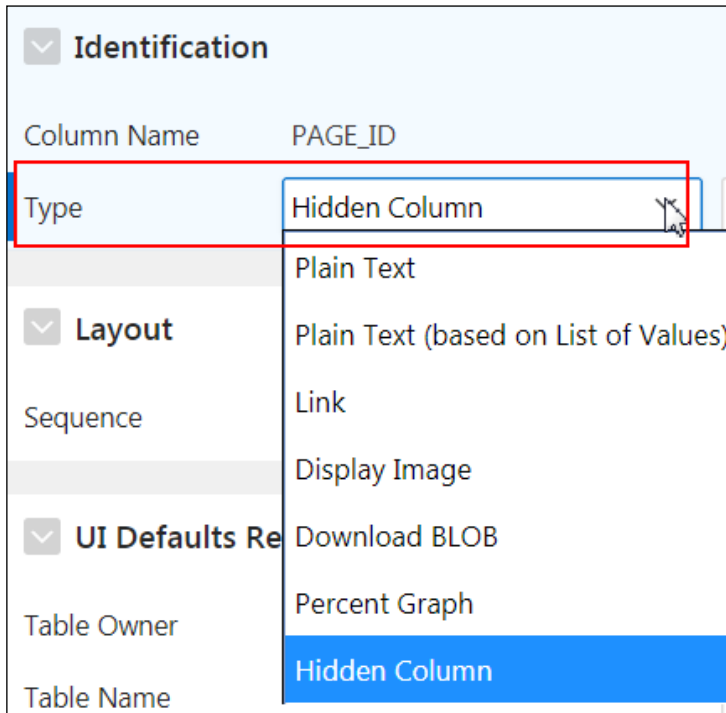 Identification
Column Name PAGE_ID
Type Hidden Column
Plain Text
Layout
Plain Text (based on List of Values)
Link
Sequence
Display Image
UI Defaults Re Download BLOB
Percent Graph
Table Owner
Hidden Column
Table Name